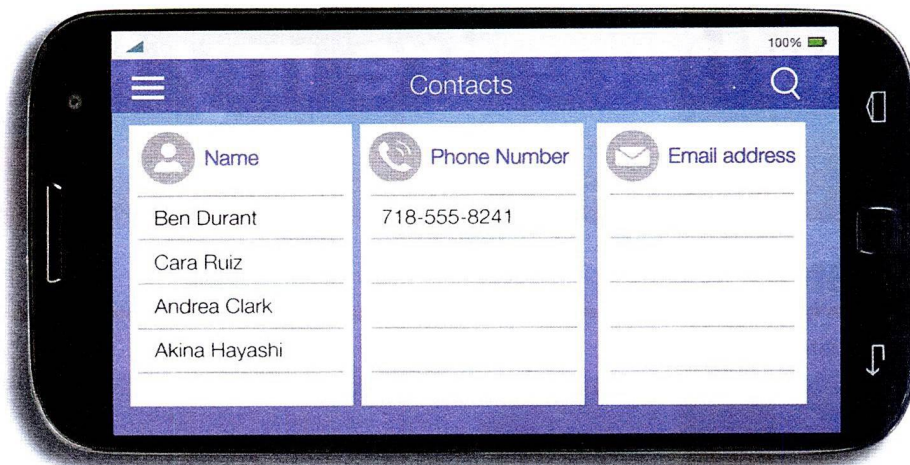 100%
Contacts
Name Phone Number Email address
Ben Durant 718-555-8241
Cara Ruiz
Andrea Clark
Akina Hayashi